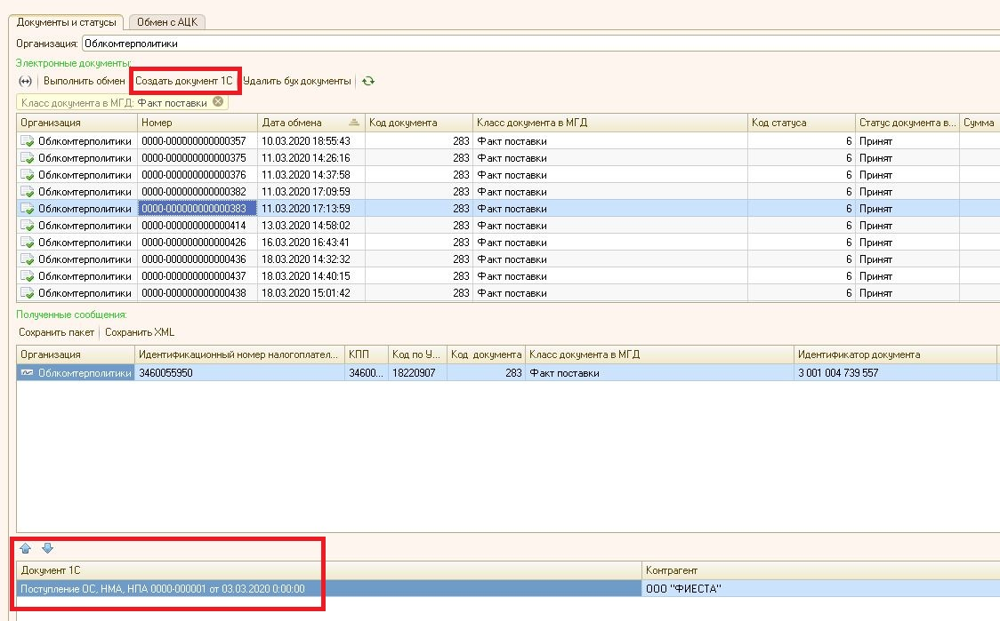 Документы и статусы Обмен с АЦК
Организация: Облкомтерполитики
Электронные документы:
Выполнить обмен Создать документ 1С Удалить бух документы
Класс документа в МГД: Факт поставки
Организация Номер Дата обмена Код документа Класс документа в МГД Код статуса Статус документа в... Сумма
Облкомтерполитики 0000-000000000000357 10.03.2020 18:55:43 283 Факт поставки 6 Принят
Облкомтерполитики 0000-000000000000375 11.03.2020 14:26:16 283 Факт поставки 6 Принят
Облкомтерполитики 0000-000000000000376 11.03.2020 14:37:58 283 Факт поставки 6 Принят
Облкомтерполитики 0000-000000000000382 11.03.2020 17:09:59 283 Факт поставки 6 Принят
Облкомтерполитики 0000-000000000000383 11.03.2020 17:13:59 283 Факт поставки 6 Принят
Облкомтерполитики 0000-000000000000414 13.03.2020 14:58:02 283 Факт поставки 6 Принят
Облкомтерполитики 0000-000000000000426 16.03.2020 16:43:41 283 Факт поставки 6 Принят
Облкомтерполитики 0000-000000000000436 18.03.2020 14:32:32 283 Факт поставки 6 Принят
Облкомтерполитики 0000-000000000000437 18.03.2020 14:40:15 283 Факт поставки 6 Принят
Облкомтерполитики 0000-000000000000438 18.03.2020 15:01:42 283 Факт поставки 6 Принят
Полученные сообщения:
Сохранить пакет Сохранить XML
Организация Идентификационный номер налогоплател... КПП Код по У... Код документа Класс документа в МГД Идентификатор документа
Облкомтерполитики 3460055950 34600... 18220907 283 Факт поставки 3 001 004 739 557
Документ 1С Контрагент
Поступление ОС, НМА, НПА 0000-000001 от 03.03.2020 0:00:00 ООО "ФИЕСТА"